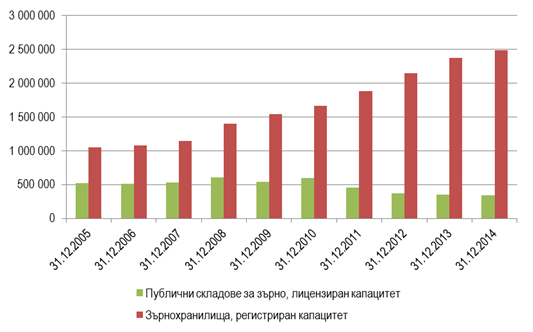 3 000 000
2 500 000
2 000 000
1 500 000
1 000 000
500 000
0
31.12.2005
31.12.2006
31.12.2007
31.12.2008
31.12.2009
31.12.2010
31.12.2011
31.12.2012
31.12.2013
31.12.2014
Публични складове за зърно, лицензиран капацитет
Зърнохранилища, регистриран капацитет